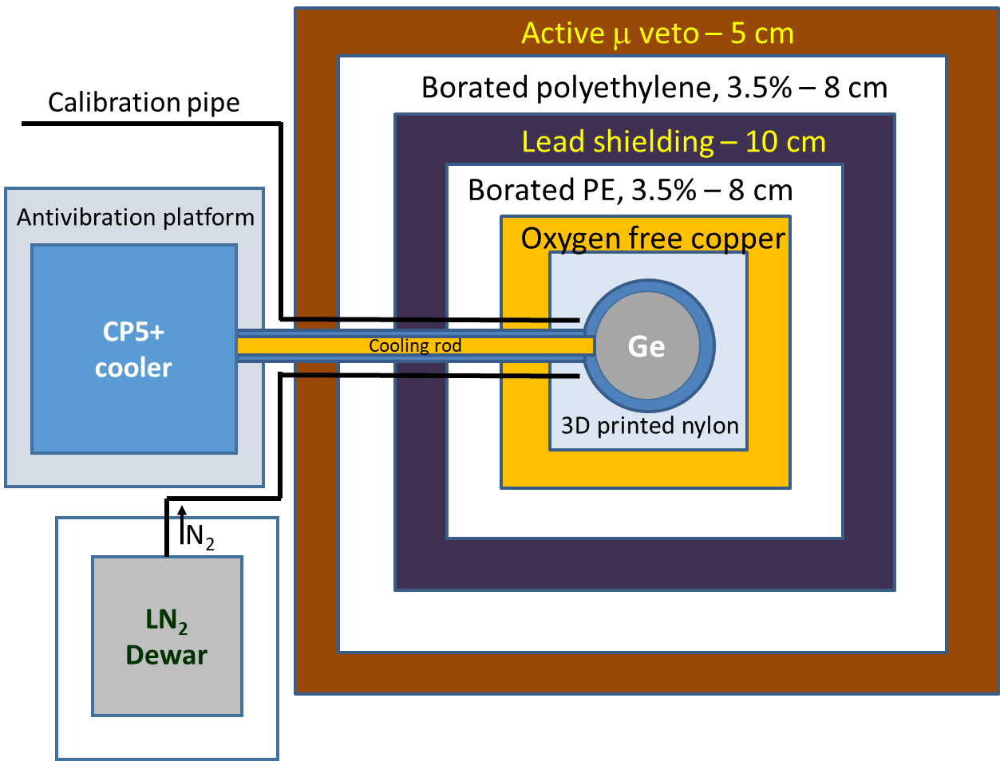 Active μ veto – 5 cm
Borated polyethylene, 3.5% – 8 cm
Calibration pipe
Lead shielding – 10 cm
Borated PE, 3.5% – 8 cm
Antivibration platform
Oxygen free copper
CP5+
cooler
Cooling rod
Ge
3D printed nylon
N₂
LN₂
Dewar